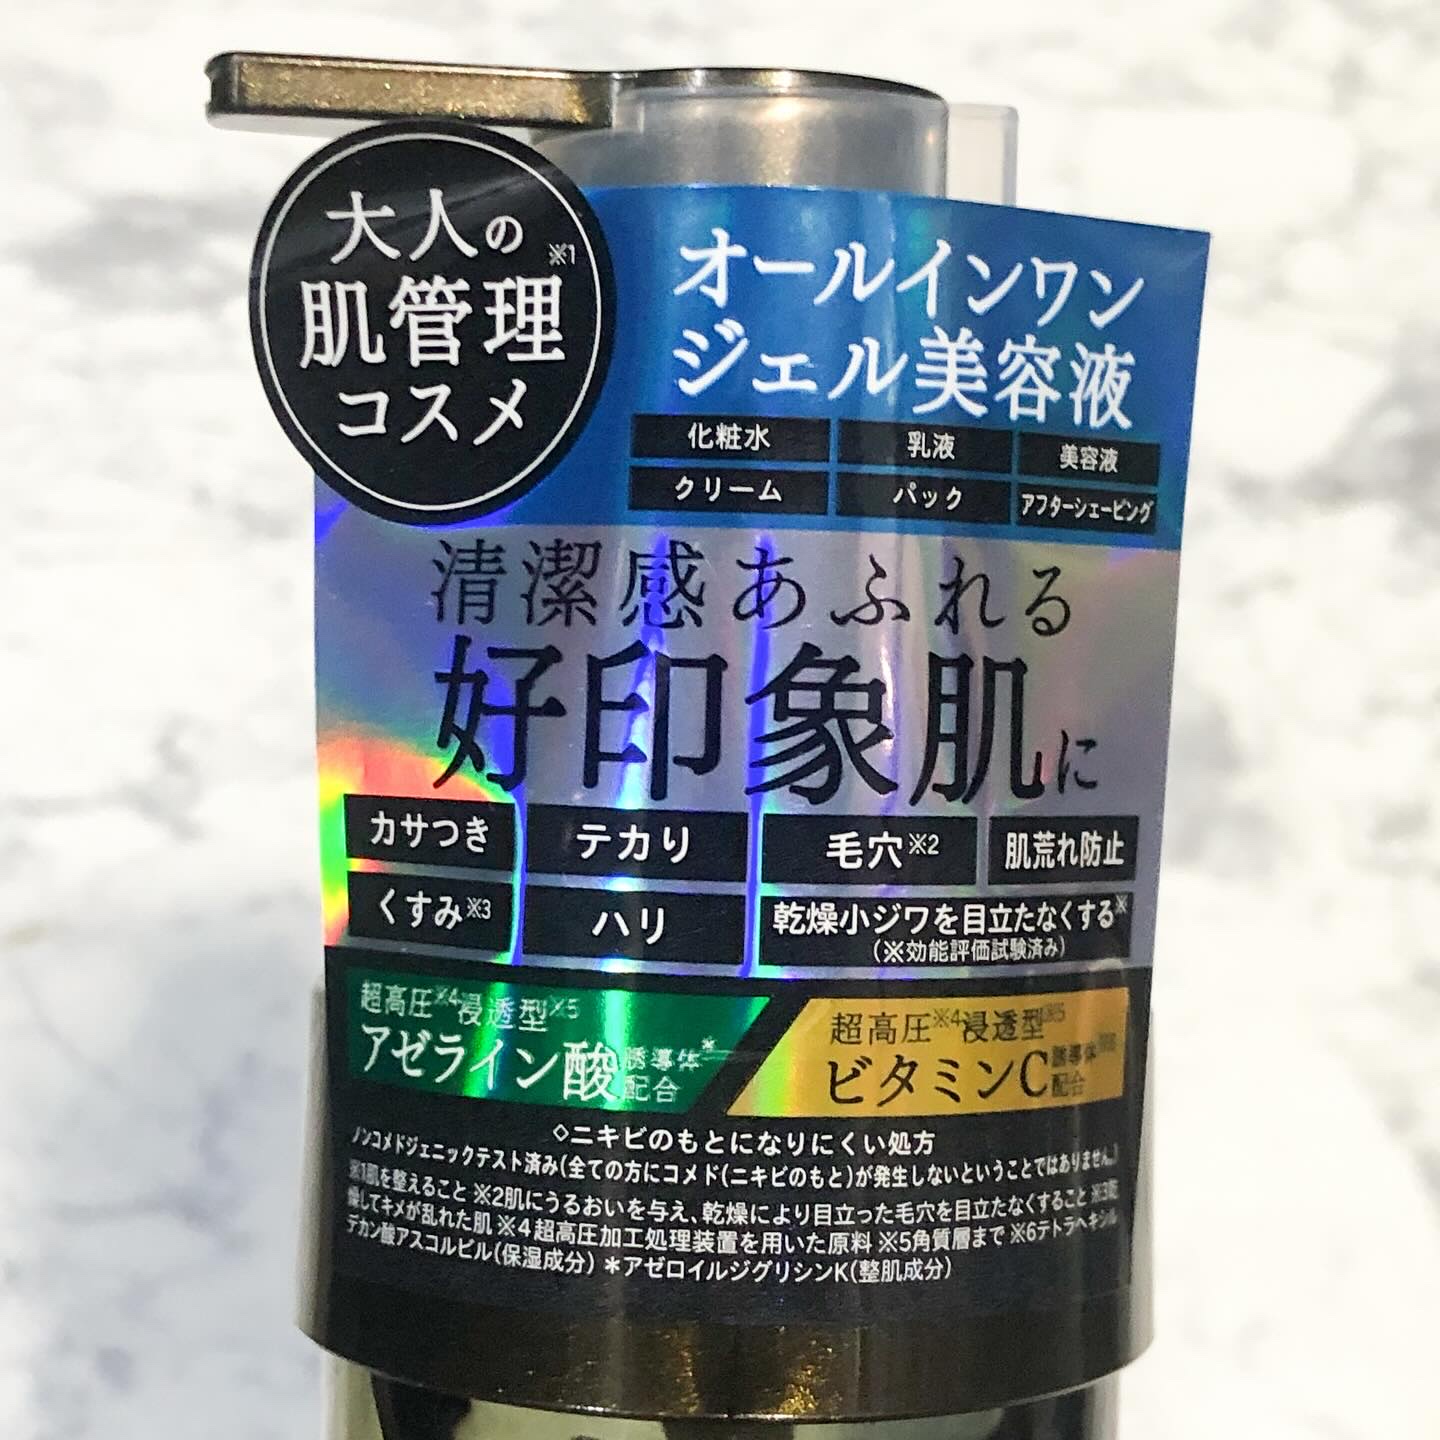 大人の
肌管理※1
コスメ
オールインワン
ジェル美容液
化粧水 乳液 美容液
クリーム パック アフターシェービング
清潔感あふれる
好印象肌に
カサつき テカり 毛穴※2 肌荒れ防止
くすみ※3 ハリ 乾燥小ジワを目立たなくする※
(※効能評価試験済み)
超高圧※4浸透型※5
アゼライン酸誘導体*配合
超高圧※4浸透型※5
ビタミンC誘導体配合
◇ニキビのもとになりにくい処方
ノンコメドジェニックテスト済み(全ての方にコメド(ニキビのもと)が発生しないということではありません。)
※1肌を整えること ※2肌にうるおいを与え、乾燥により目立った毛穴を目立たなくすること ※3乾
燥してキメが乱れた肌 ※4超高圧加工処理装置を用いた原料 ※5角質層まで ※6テトラヘキシル
デカン酸アスコルビル(保湿成分) *アゼロイルジグリシンK(整肌成分)